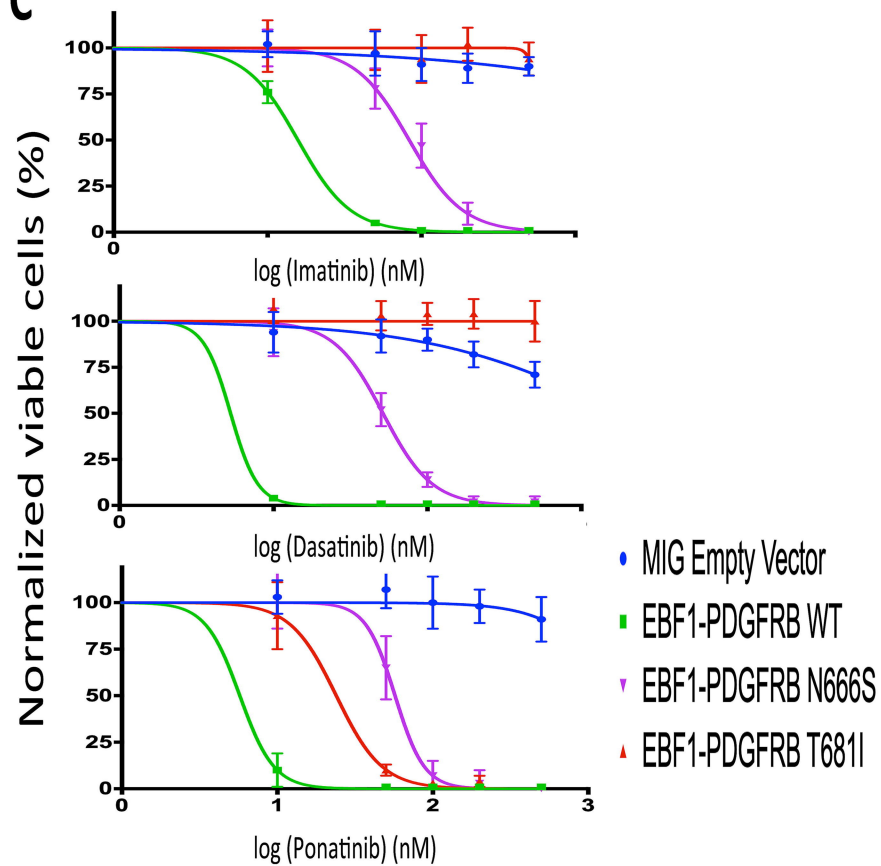 C
Normalized viable cells (%)
100
75
50
25
0
0
log (Imatinib) (nM)
100
75
50
25
0
0
log (Dasatinib) (nM)
100
75
50
25
0
0 1 2 3
log (Ponatinib) (nM)
MIG Empty Vector
EBF1-PDGFRB WT
EBF1-PDGFRB N666S
EBF1-PDGFRB T681I